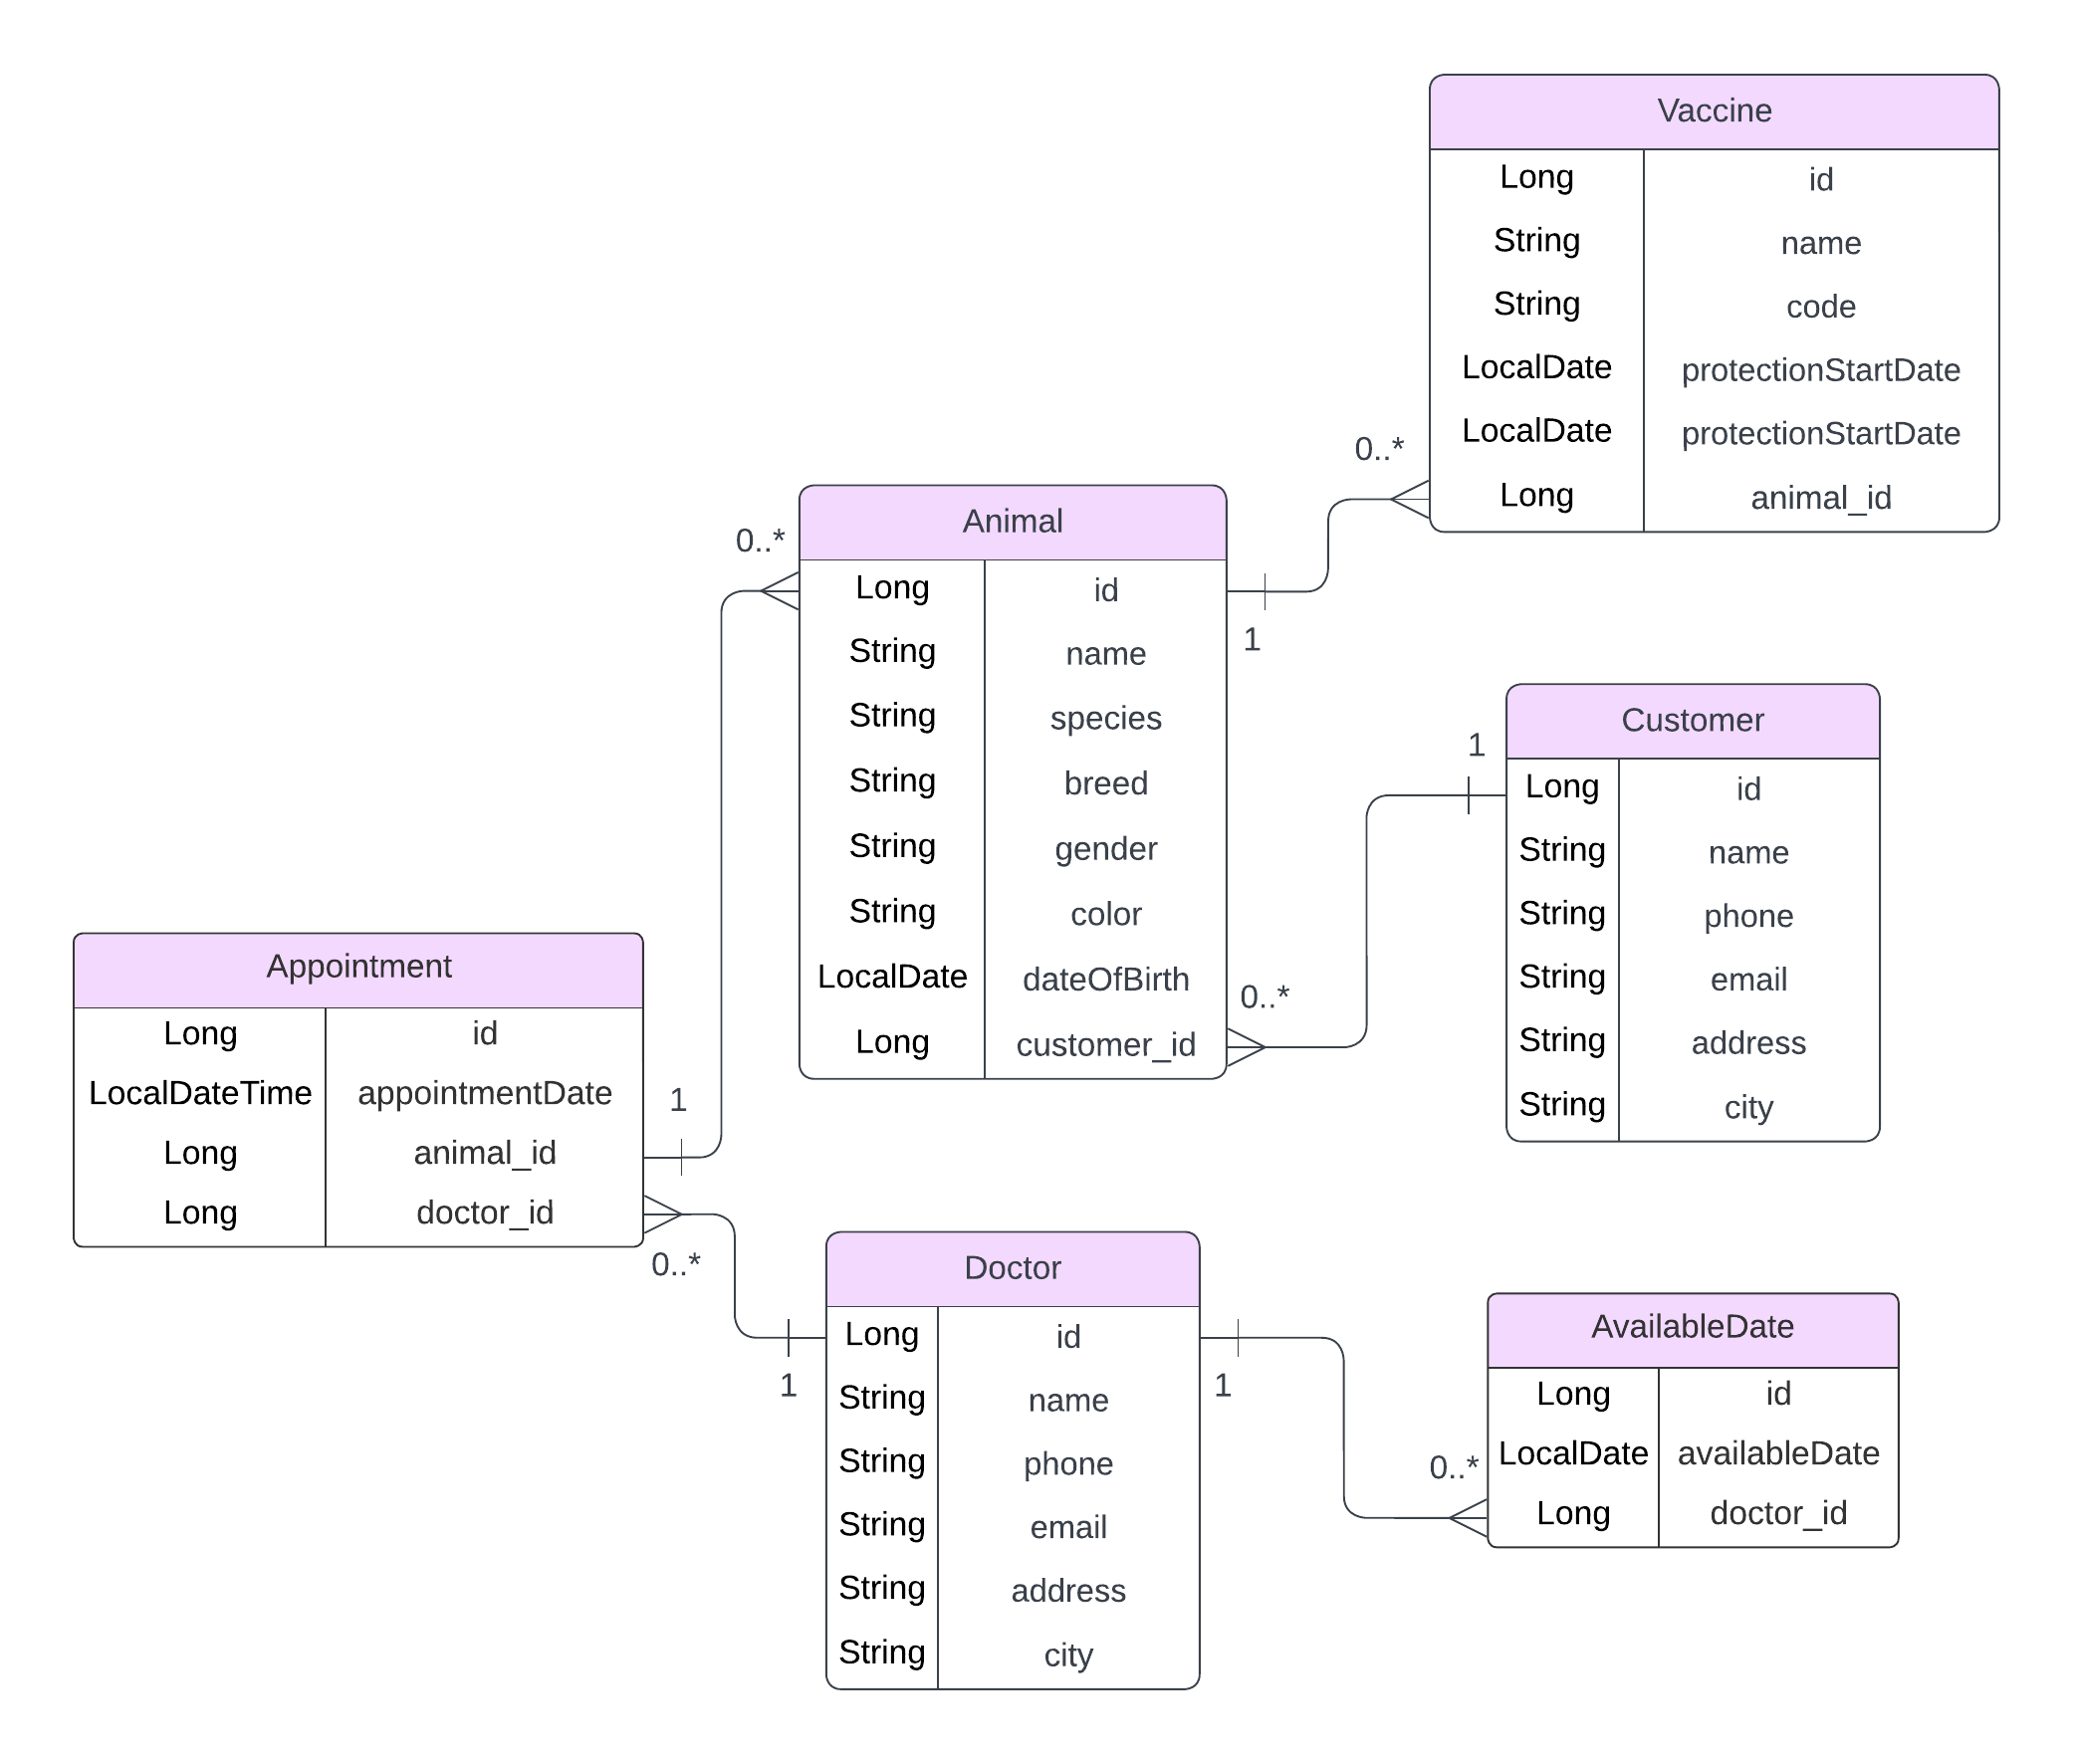 Vaccine
Long id
String name
String code
LocalDate protectionStartDate
LocalDate protectionStartDate
Long animal_id
0..*
1
Animal
Long id
String name
String species
String breed
String gender
String color
LocalDate dateOfBirth
Long customer_id
0..*
0..*
1
Customer
Long id
String name
String phone
String email
String address
String city
Appointment
Long id
LocalDateTime appointmentDate
Long animal_id
Long doctor_id
1
0..*
Doctor
Long id
String name
String phone
String email
String address
String city
1
1
0..*
AvailableDate
Long id
LocalDate availableDate
Long doctor_id